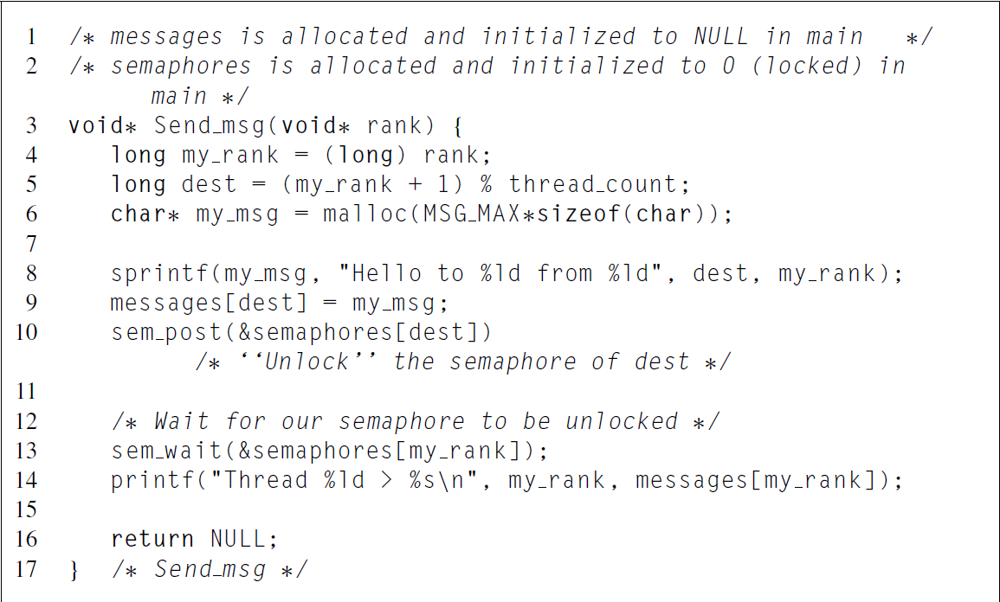 1 /* messages is allocated and initialized to NULL in main */
2 /* semaphores is allocated and initialized to 0 (locked) in
main */
3 void* Send_msg(void* rank) {
4 long my_rank = (long) rank;
5 long dest = (my_rank + 1) % thread_count;
6 char* my_msg = malloc(MSG_MAX*sizeof(char));
7
8 sprintf(my_msg, "Hello to %ld from %ld", dest, my_rank);
9 messages[dest] = my_msg;
10 sem_post(&semaphores[dest])
/* ‘‘Unlock’’ the semaphore of dest */
11
12 /* Wait for our semaphore to be unlocked */
13 sem_wait(&semaphores[my_rank]);
14 printf("Thread %ld > %s\n", my_rank, messages[my_rank]);
15
16 return NULL;
17 } /* Send_msg */